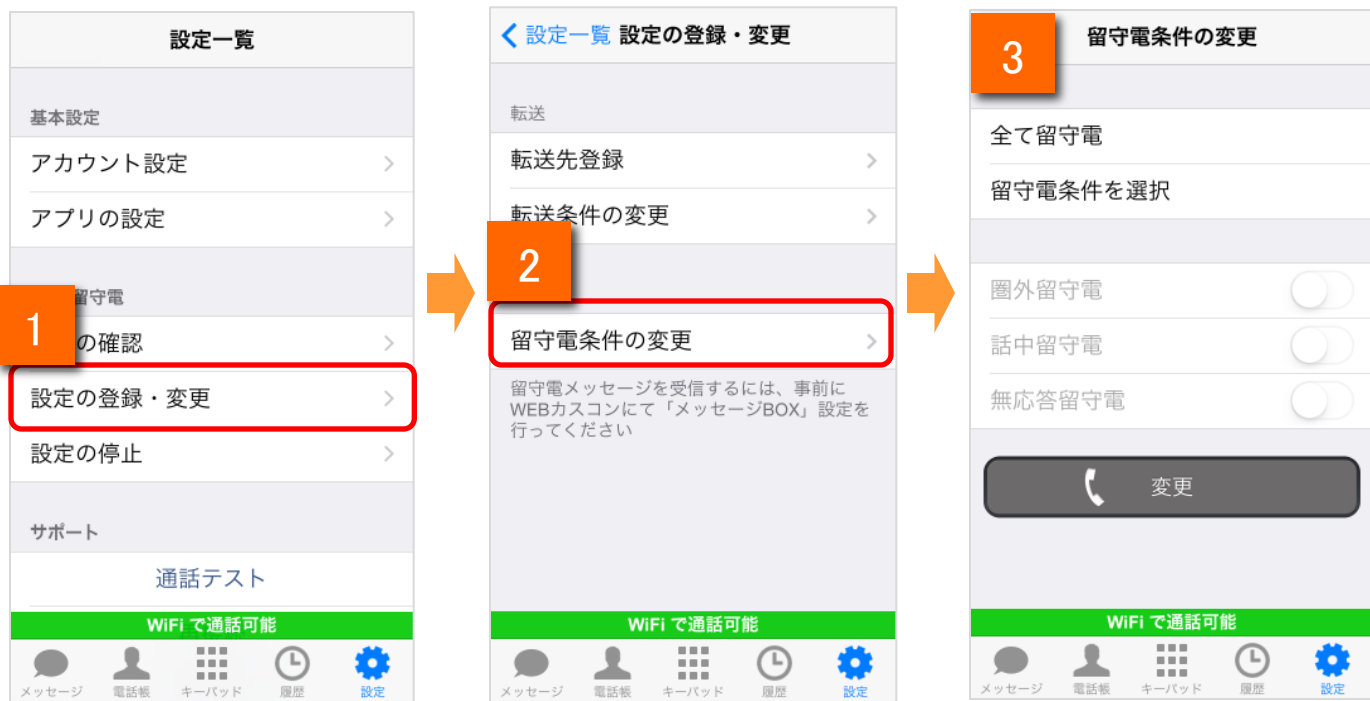 設定一覧
基本設定
アカウント設定
アプリの設定
留守電
1
の確認
設定の登録・変更
設定の停止
サポート
通話テスト
WiFi で通話可能
メッセージ 電話帳 キーパッド 履歴 設定
設定一覧 設定の登録・変更
転送
転送先登録
転送条件の変更
2
留守電条件の変更
留守電メッセージを受信するには、事前に
WEBカスコンにて「メッセージBOX」設定を
行ってください
WiFi で通話可能
メッセージ 電話帳 キーパッド 履歴 設定
3
留守電条件の変更
全て留守電
留守電条件を選択
圏外留守電
話中留守電
無応答留守電
変更
WiFi で通話可能
メッセージ 電話帳 キーパッド 履歴 設定